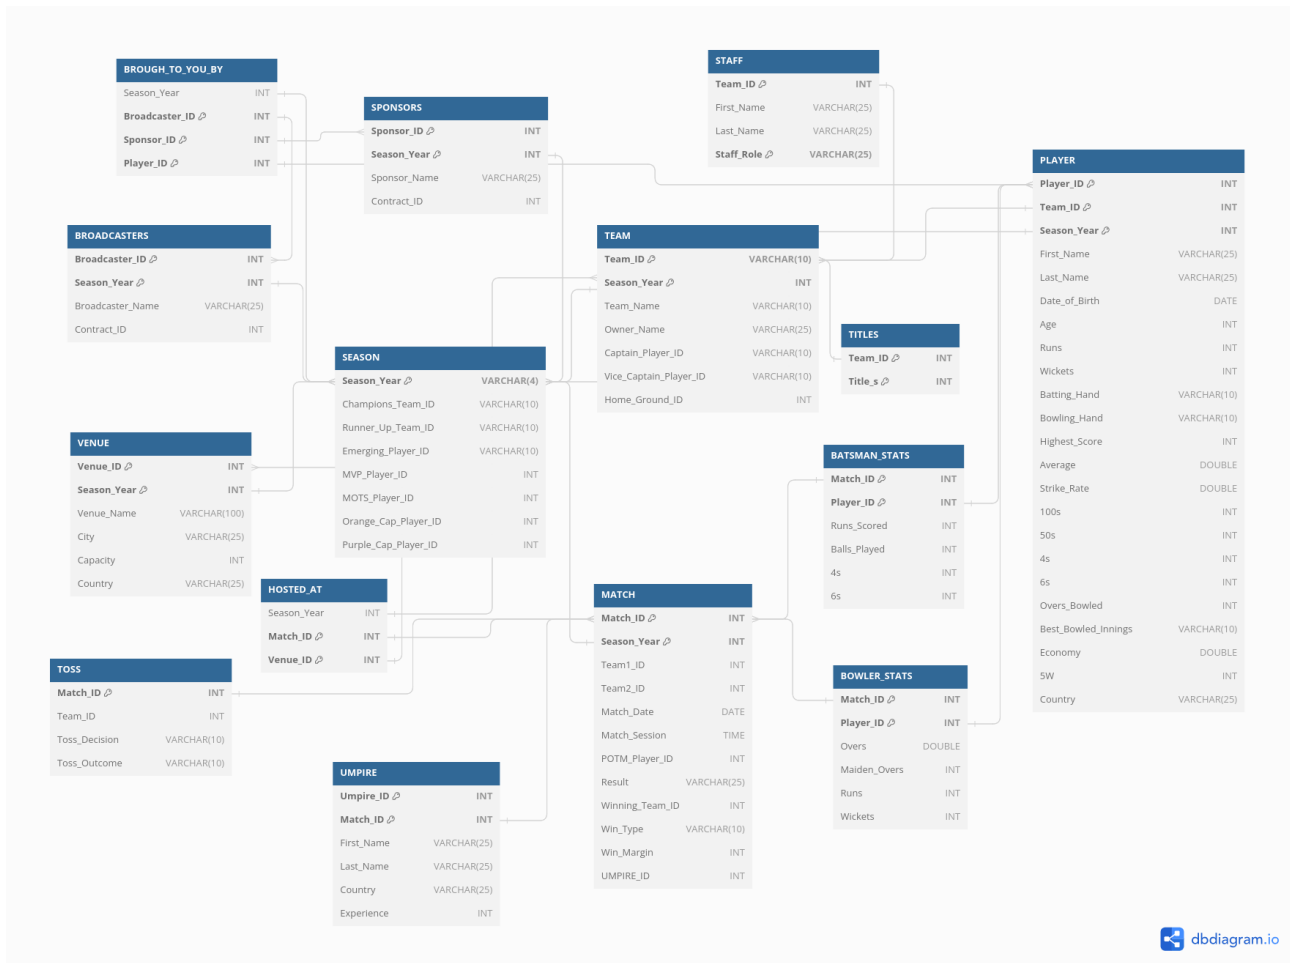 BROUGH_TO_YOU_BY
Season_Year INT
Broadcaster_ID INT
Sponsor_ID INT
Player_ID INT
SPONSORS
Sponsor_ID INT
Season_Year INT
Sponsor_Name VARCHAR(25)
Contract_ID INT
STAFF
Team_ID INT
First_Name VARCHAR(25)
Last_Name VARCHAR(25)
Staff_Role VARCHAR(25)
PLAYER
Player_ID INT
Team_ID INT
Season_Year INT
First_Name VARCHAR(25)
Last_Name VARCHAR(25)
Date_of_Birth DATE
Age INT
Runs INT
Wickets INT
Batting_Hand VARCHAR(10)
Bowling_Hand VARCHAR(10)
Highest_Score INT
Average DOUBLE
Strike_Rate DOUBLE
100s INT
50s INT
4s INT
6s INT
Overs_Bowled INT
Best_Bowled_Innings VARCHAR(10)
Economy DOUBLE
5W INT
Country VARCHAR(25)
BROADCASTERS
Broadcaster_ID INT
Season_Year INT
Broadcaster_Name VARCHAR(25)
Contract_ID INT
TEAM
Team_ID VARCHAR(10)
Season_Year INT
Team_Name VARCHAR(10)
Owner_Name VARCHAR(25)
Captain_Player_ID VARCHAR(10)
Vice_Captain_Player_ID VARCHAR(10)
Home_Ground_ID INT
TITLES
Team_ID INT
Title_s INT
SEASON
Season_Year VARCHAR(4)
Champions_Team_ID VARCHAR(10)
Runner_Up_Team_ID VARCHAR(10)
Emerging_Player_ID VARCHAR(10)
MVP_Player_ID INT
MOTS_Player_ID INT
Orange_Cap_Player_ID INT
Purple_Cap_Player_ID INT
VENUE
Venue_ID INT
Season_Year INT
Venue_Name VARCHAR(100)
City VARCHAR(25)
Capacity INT
Country VARCHAR(25)
BATSMAN_STATS
Match_ID INT
Player_ID INT
Runs_Scored INT
Balls_Played INT
4s INT
6s INT
HOSTED_AT
Season_Year INT
Match_ID INT
Venue_ID INT
MATCH
Match_ID INT
Season_Year INT
Team1_ID INT
Team2_ID INT
Match_Date DATE
Match_Session TIME
POTM_Player_ID INT
Result VARCHAR(25)
Winning_Team_ID INT
Win_Type VARCHAR(10)
Win_Margin INT
UMPIRE_ID INT
TOSS
Match_ID INT
Team_ID INT
Toss_Decision VARCHAR(10)
Toss_Outcome VARCHAR(10)
BOWLER_STATS
Match_ID INT
Player_ID INT
Overs DOUBLE
Maiden_Overs INT
Runs INT
Wickets INT
UMPIRE
Umpire_ID INT
Match_ID INT
First_Name VARCHAR(25)
Last_Name VARCHAR(25)
Country VARCHAR(25)
Experience INT
dbdiagram.io